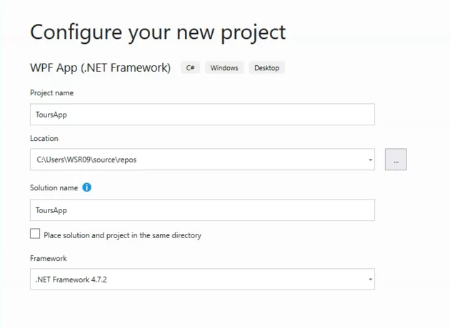 Configure your new project
WPF App (.NET Framework) C# Windows Desktop
Project name
ToursApp
Location
C:\Users\WSR09\source\repos
...
Solution name
ToursApp
Place solution and project in the same directory
Framework
.NET Framework 4.7.2